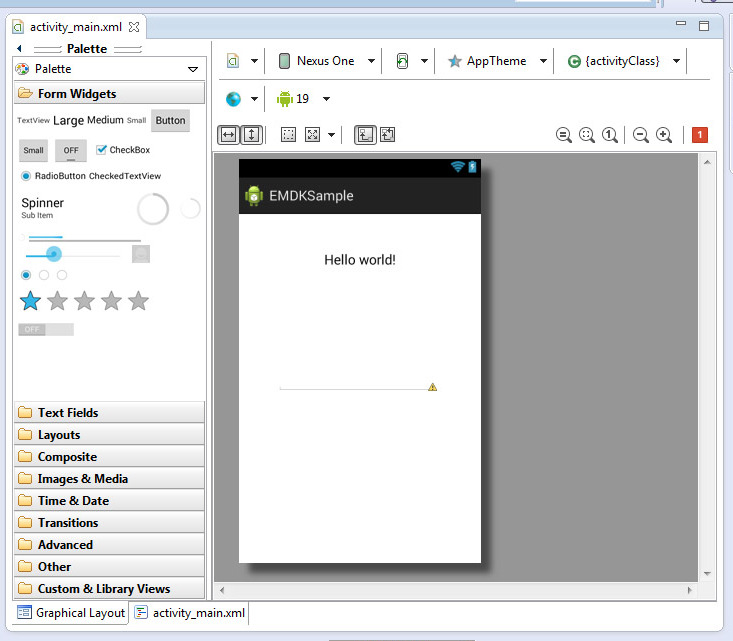 activity_main.xml
Palette
Palette
Form Widgets
TextView Large Medium Small Button
Small OFF CheckBox
RadioButton CheckedTextView
Spinner
Sub Item
OFF
Text Fields
Layouts
Composite
Images & Media
Time & Date
Transitions
Advanced
Other
Custom & Library Views
Nexus One AppTheme C {activityClass}
19
1 1
EMDKSample
Hello world!
Graphical Layout activity_main.xml